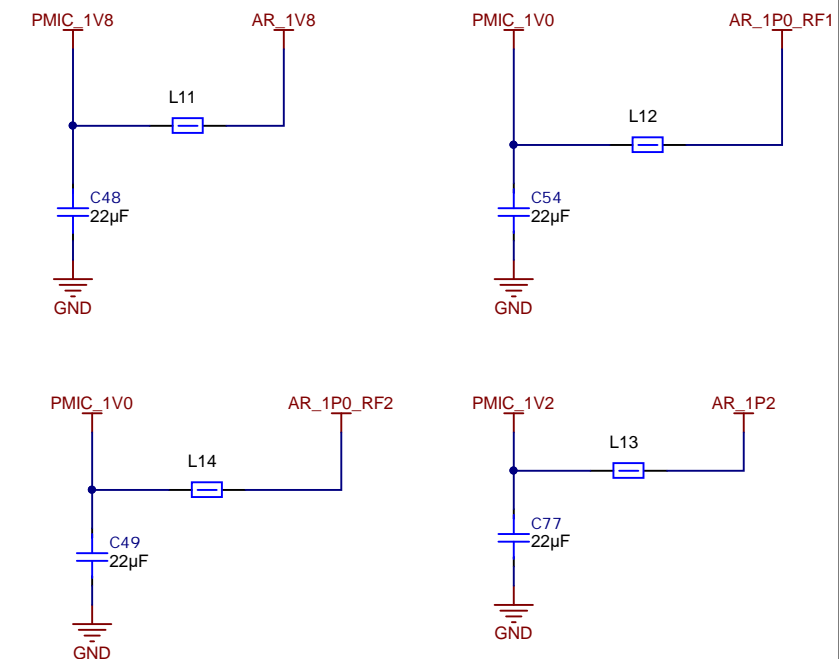 PMIC_1V8
AR_1V8
L11
C48
22µF
GND
PMIC_1V0
AR_1P0_RF1
L12
C54
22µF
GND
PMIC_1V0
AR_1P0_RF2
L14
C49
22µF
GND
PMIC_1V2
AR_1P2
L13
C77
22µF
GND